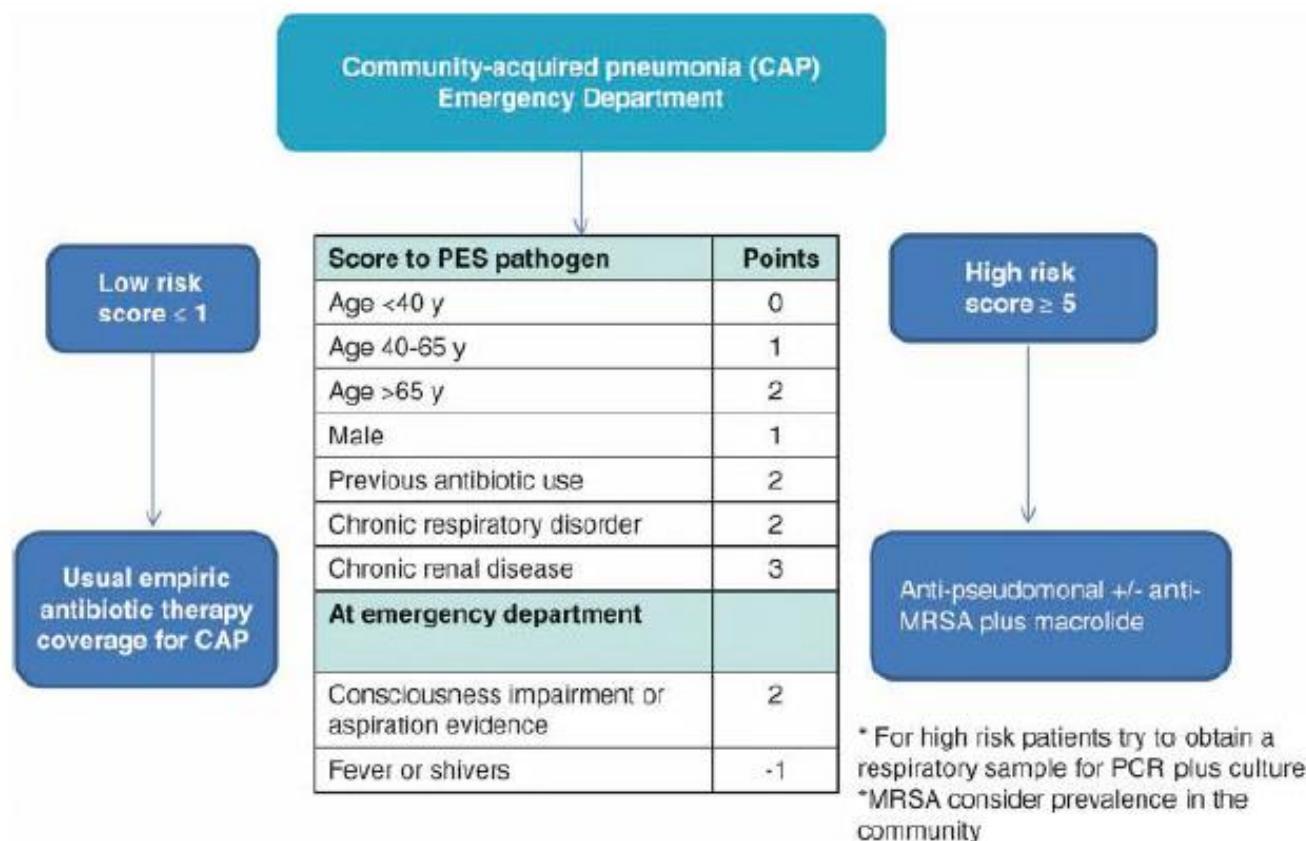 Community-acquired pneumonia (CAP)
Emergency Department
Low risk
score ≤ 1
Usual empiric
antibiotic therapy
coverage for CAP
Score to PES pathogen Points
Age <40 y 0
Age 40-65 y 1
Age >65 y 2
Male 1
Previous antibiotic use 2
Chronic respiratory disorder 2
Chronic renal disease 3
At emergency department
Consciousness impairment or
aspiration evidence 2
Fever or shivers -1
High risk
score ≥ 5
Anti-pseudomonal +/- anti-
MRSA plus macrolide
* For high risk patients try to obtain a
respiratory sample for PCR plus culture
*MRSA consider prevalence in the
community